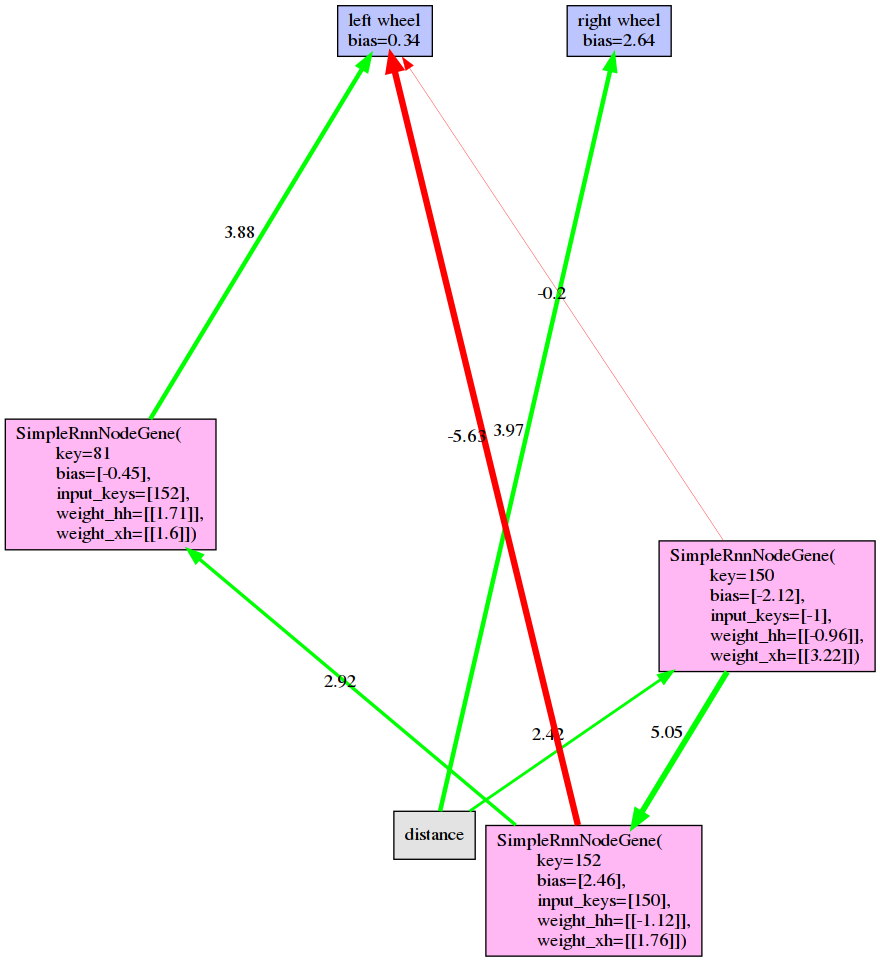 left wheel
bias=0.34
right wheel
bias=2.64
3.88
-0.2
-5.63
3.97
SimpleRnnNodeGene(
key=81
bias=[-0.45],
input_keys=[152],
weight_hh=[[1.71]],
weight_xh=[[1.6]])
SimpleRnnNodeGene(
key=150
bias=[-2.12],
input_keys=[-1],
weight_hh=[[-0.96]],
weight_xh=[[3.22]])
2.92
2.42
5.05
distance
SimpleRnnNodeGene(
key=152
bias=[2.46],
input_keys=[150],
weight_hh=[[-1.12]],
weight_xh=[[1.76]])